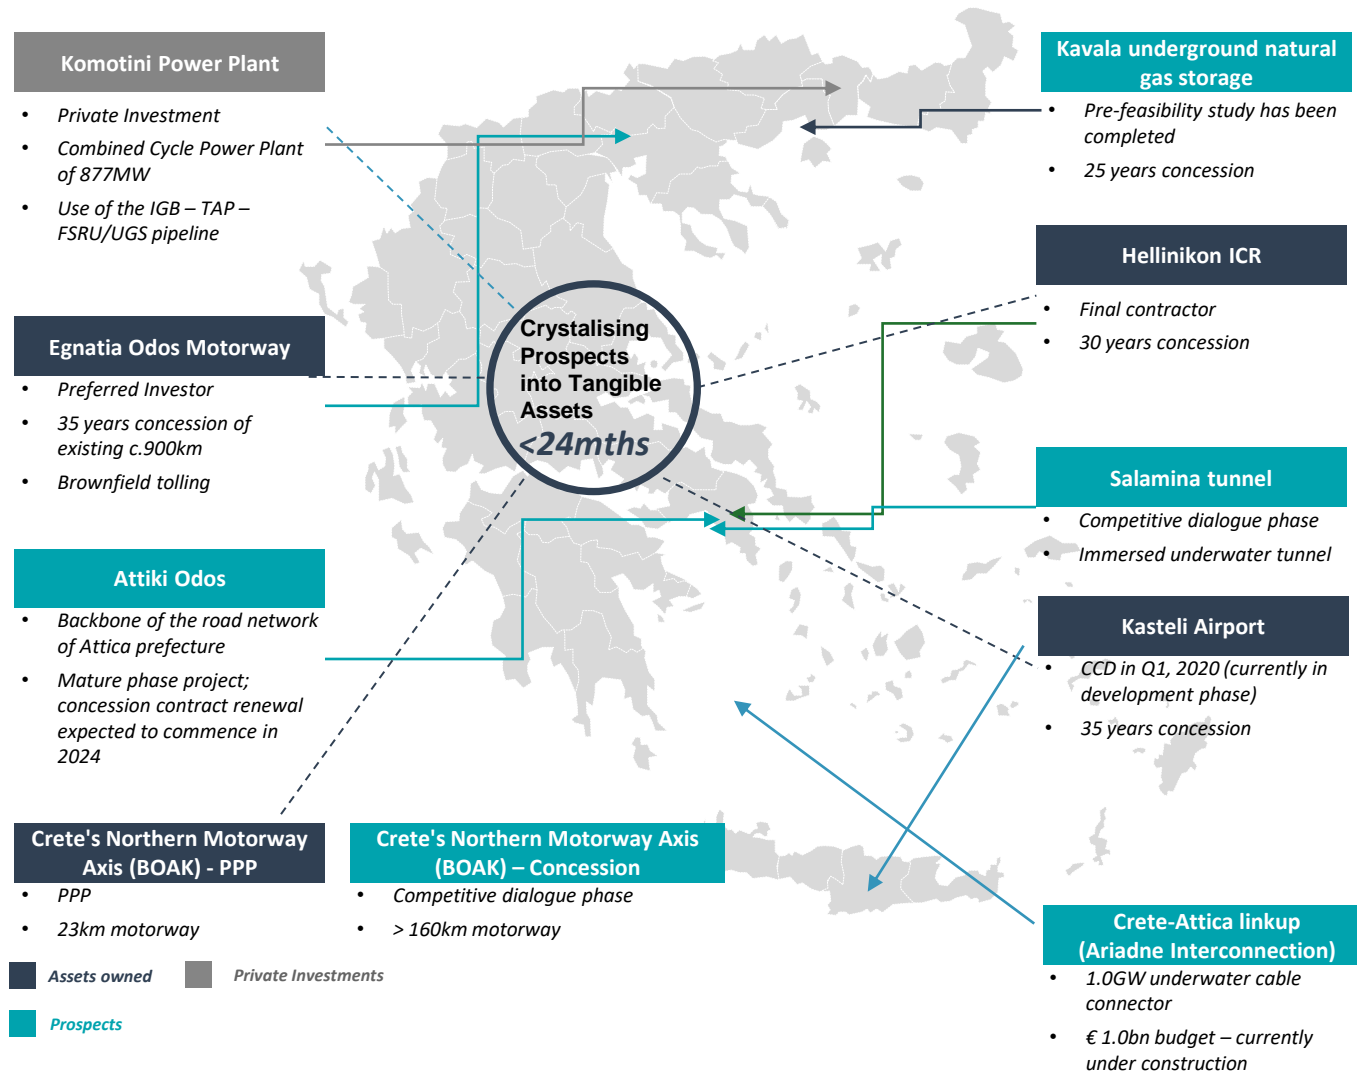 Komotini Power Plant
• Private Investment
• Combined Cycle Power Plant
of 877MW
• Use of the IGB – TAP –
FSRU/UGS pipeline
Egnatia Odos Motorway
• Preferred Investor
• 35 years concession of
existing c.900km
• Brownfield tolling
Attiki Odos
• Backbone of the road network
of Attica prefecture
• Mature phase project;
concession contract renewal
expected to commence in
2024
Crete's Northern Motorway
Axis (BOAK) - PPP
• PPP
• 23km motorway
Crete's Northern Motorway Axis
(BOAK) – Concession
• Competitive dialogue phase
• > 160km motorway
Crystalising
Prospects
into Tangible
Assets
<24mths
Kavala underground natural
gas storage
• Pre-feasibility study has been
completed
• 25 years concession
Hellinikon ICR
• Final contractor
• 30 years concession
Salamina tunnel
• Competitive dialogue phase
• Immersed underwater tunnel
Kasteli Airport
• CCD in Q1, 2020 (currently in
development phase)
• 35 years concession
Crete-Attica linkup
(Ariadne Interconnection)
• 1.0GW underwater cable
connector
• € 1.0bn budget – currently
under construction
Assets owned
Private Investments
Prospects